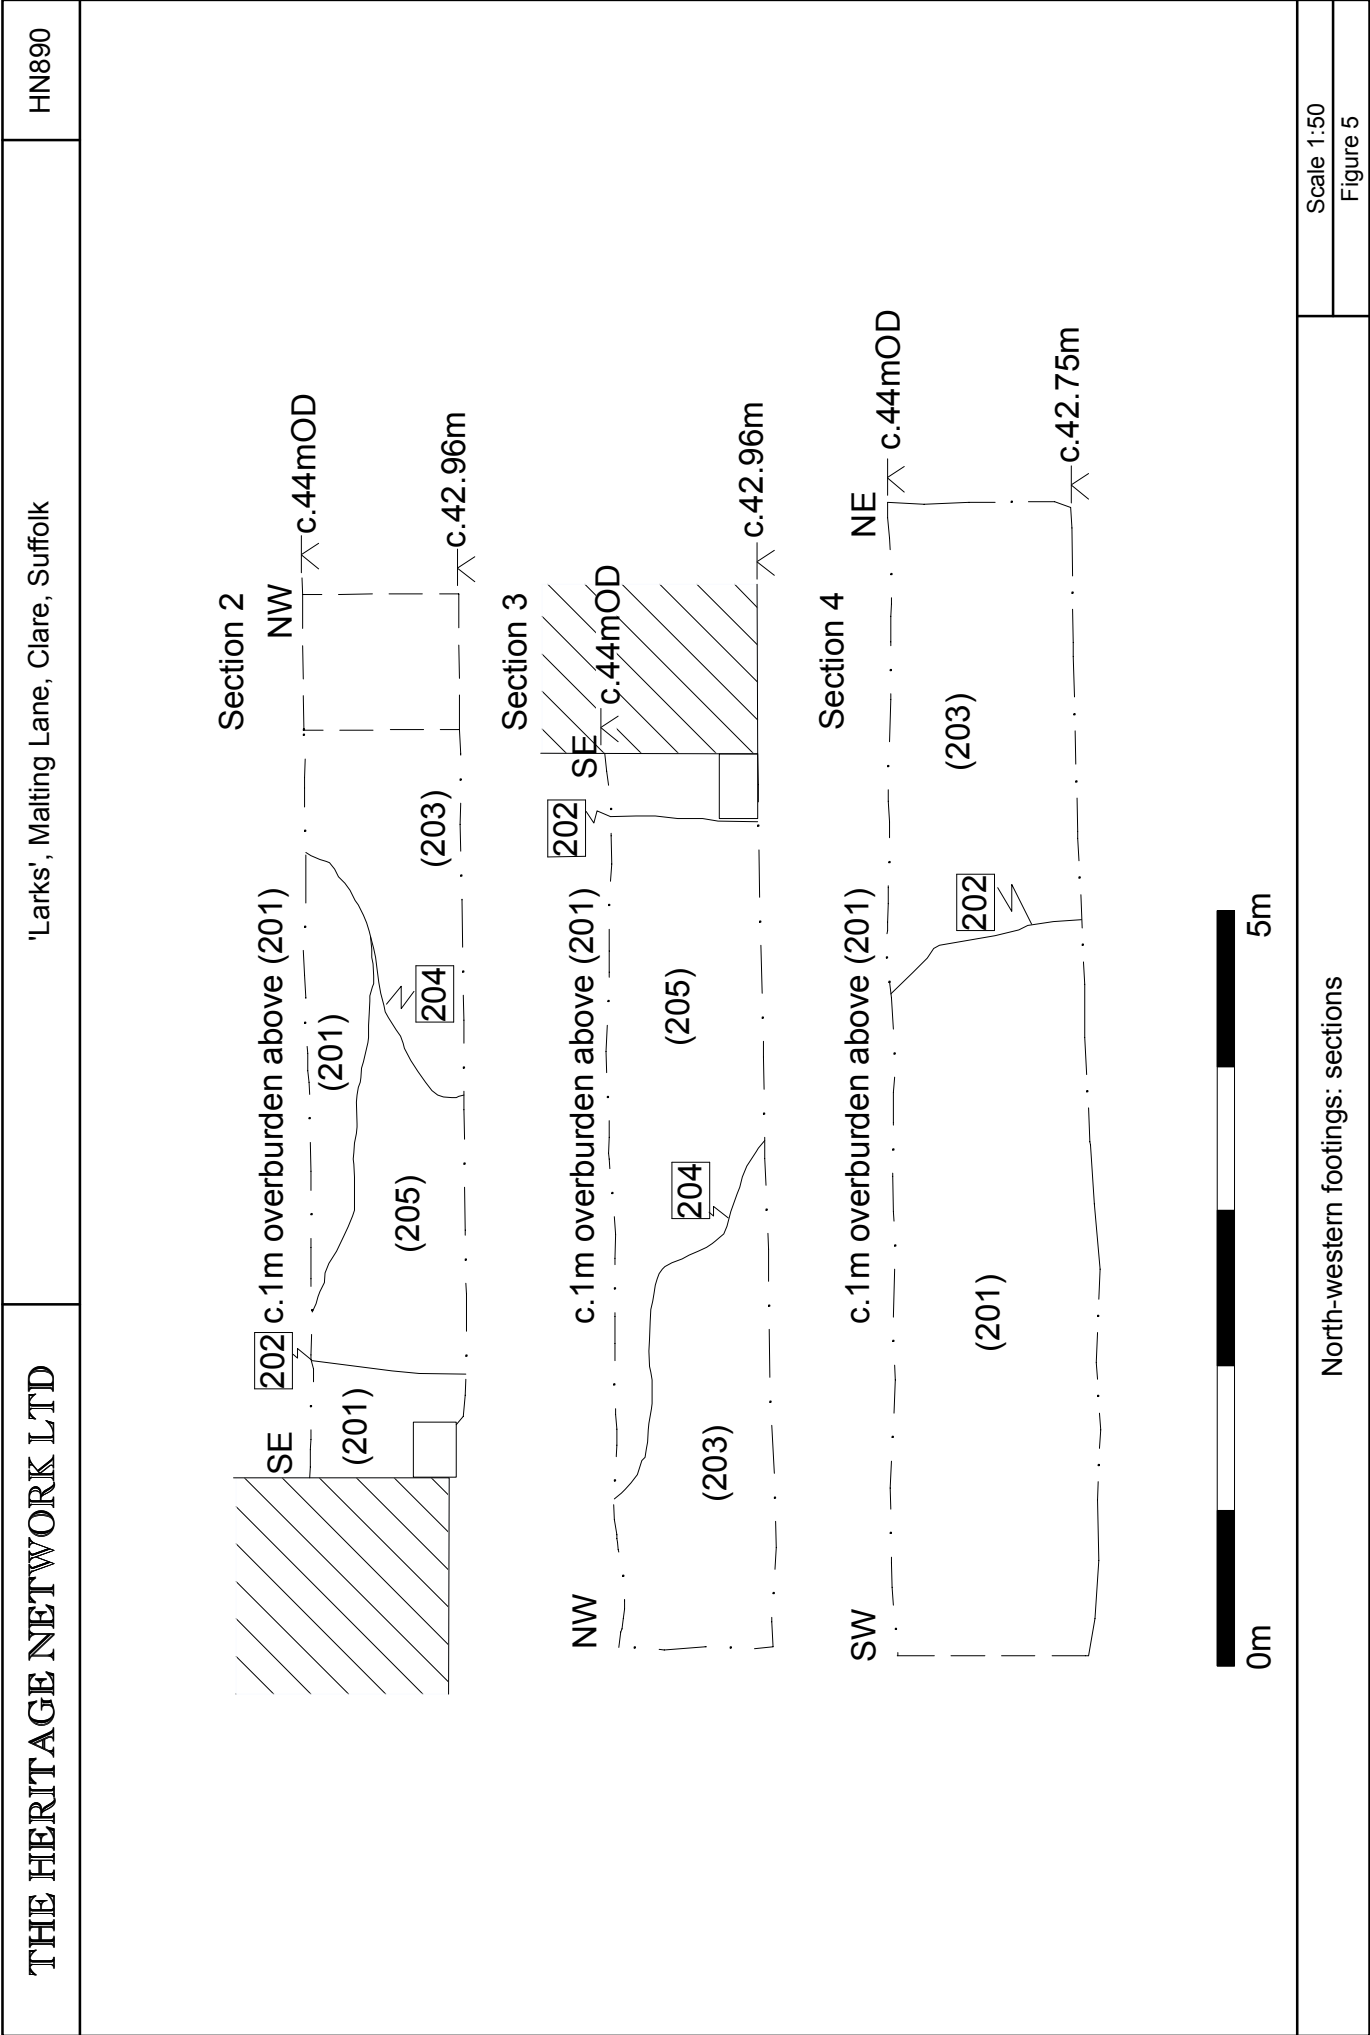 THE HERITAGE NETWORK LTD
'Larks', Malting Lane, Clare, Suffolk
HN890
Section 2
SE
202
c.1m overburden above (201)
NW
c.44mOD
(201)
(201)
204
(205)
(203)
c.42.96m
Section 3
NW
c.1m overburden above (201)
202
SE
c.44mOD
204
(205)
(203)
c.42.96m
Section 4
SW
c.1m overburden above (201)
NE
c.44mOD
202
(201)
(203)
c.42.75m
0m
5m
North-western footings: sections
Scale 1:50
Figure 5